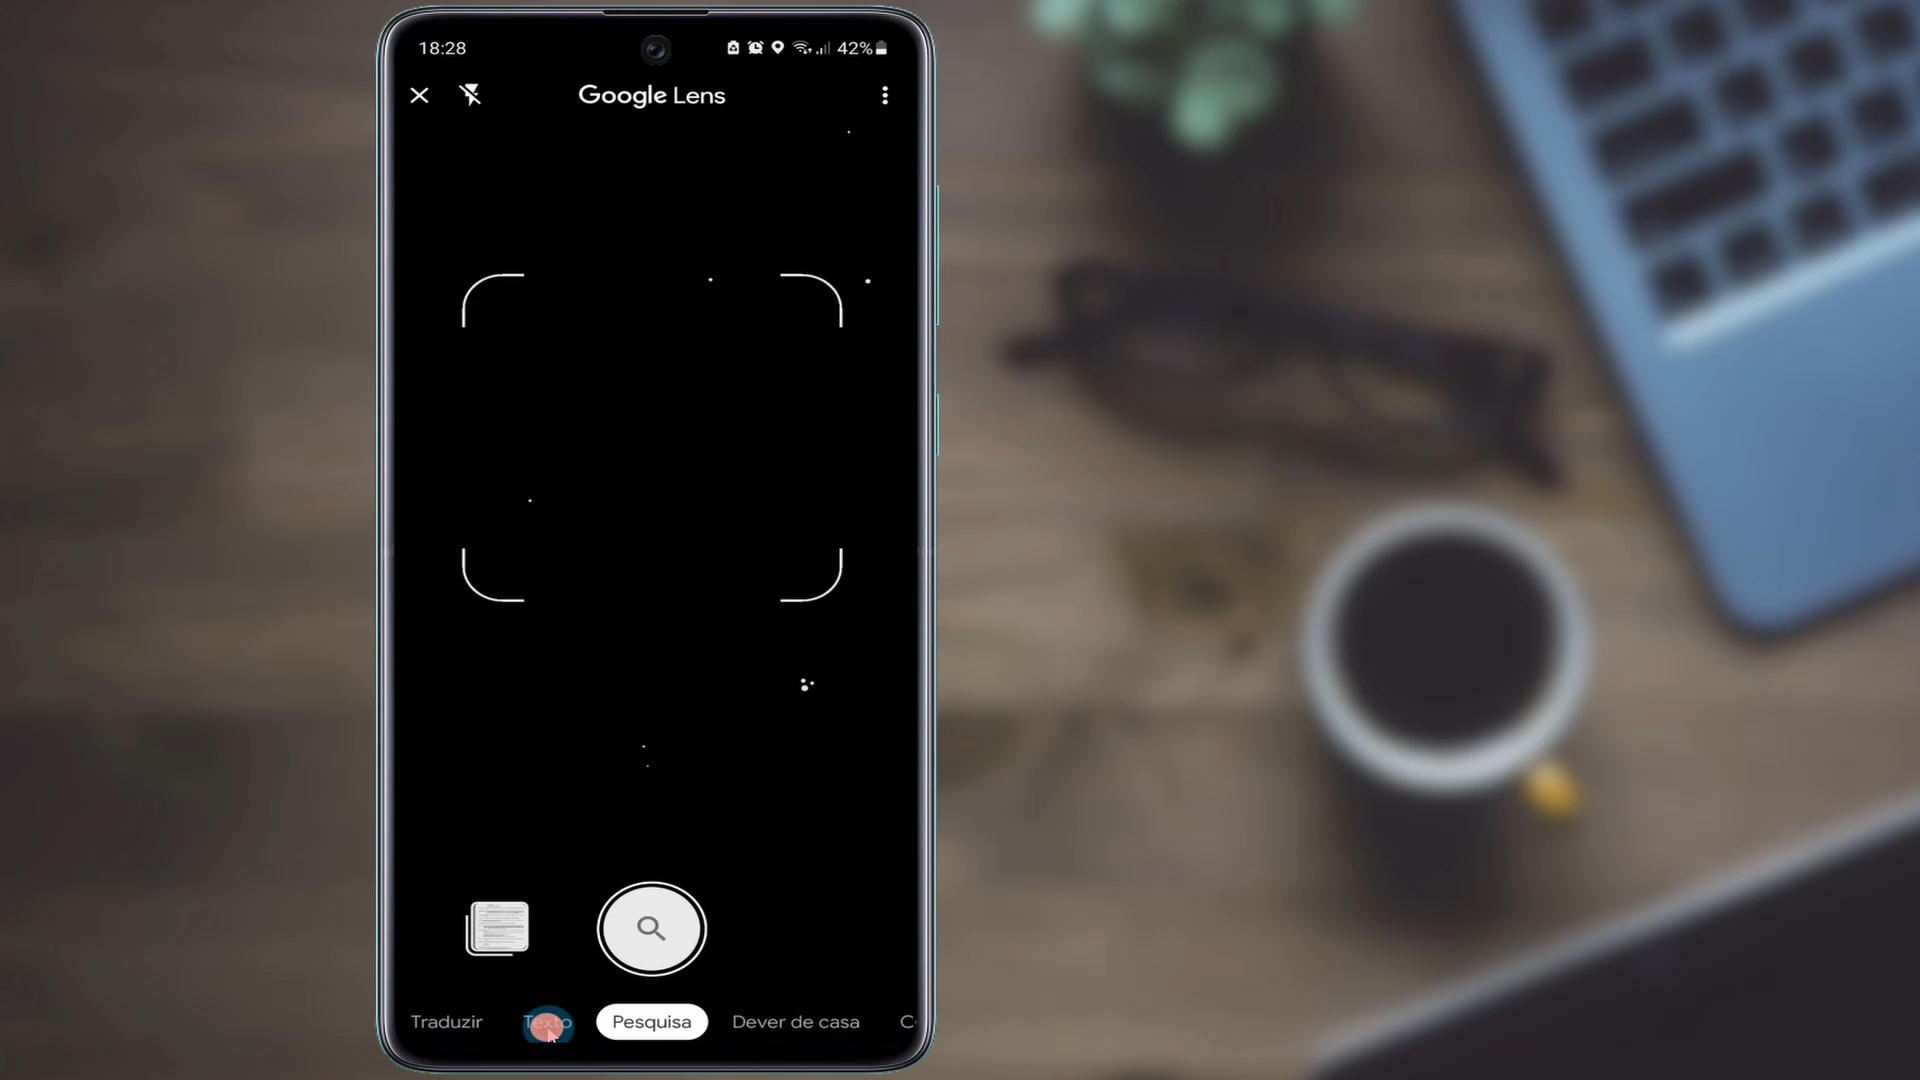 18:28
42%
Google Lens
Traduzir
Texto
Pesquisa
Dever de casa
C